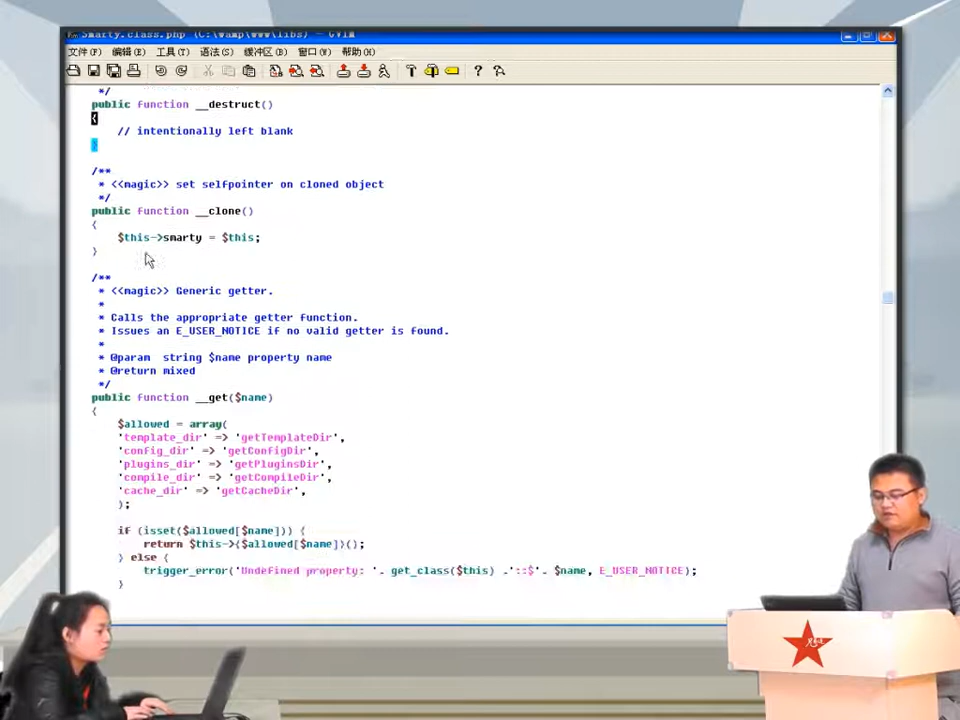 Smarty.class.php (C:\wamp\www\libs) - GVIM
文件(F) 编辑(E) 工具(T) 语法(S) 缓冲区(B) 窗口(W) 帮助(H)
*/
public function __destruct()
{
// intentionally left blank
}
/**
* <<magic>> set selfpointer on cloned object
*/
public function __clone()
{
$this->smarty = $this;
}
/**
* <<magic>> Generic getter.
*
* Calls the appropriate getter function.
* Issues an E_USER_NOTICE if no valid getter is found.
*
* @param  string $name property name
* @return mixed
*/
public function __get($name)
{
$allowed = array(
'template_dir' => 'getTemplateDir',
'config_dir' => 'getConfigDir',
'plugins_dir' => 'getPluginsDir',
'compile_dir' => 'getCompileDir',
'cache_dir' => 'getCacheDir',
);
if (isset($allowed[$name])) {
return $this->{$allowed[$name]}();
} else {
trigger_error('Undefined property: '. get_class($this) .'::$'. $name, E_USER_NOTICE);
}